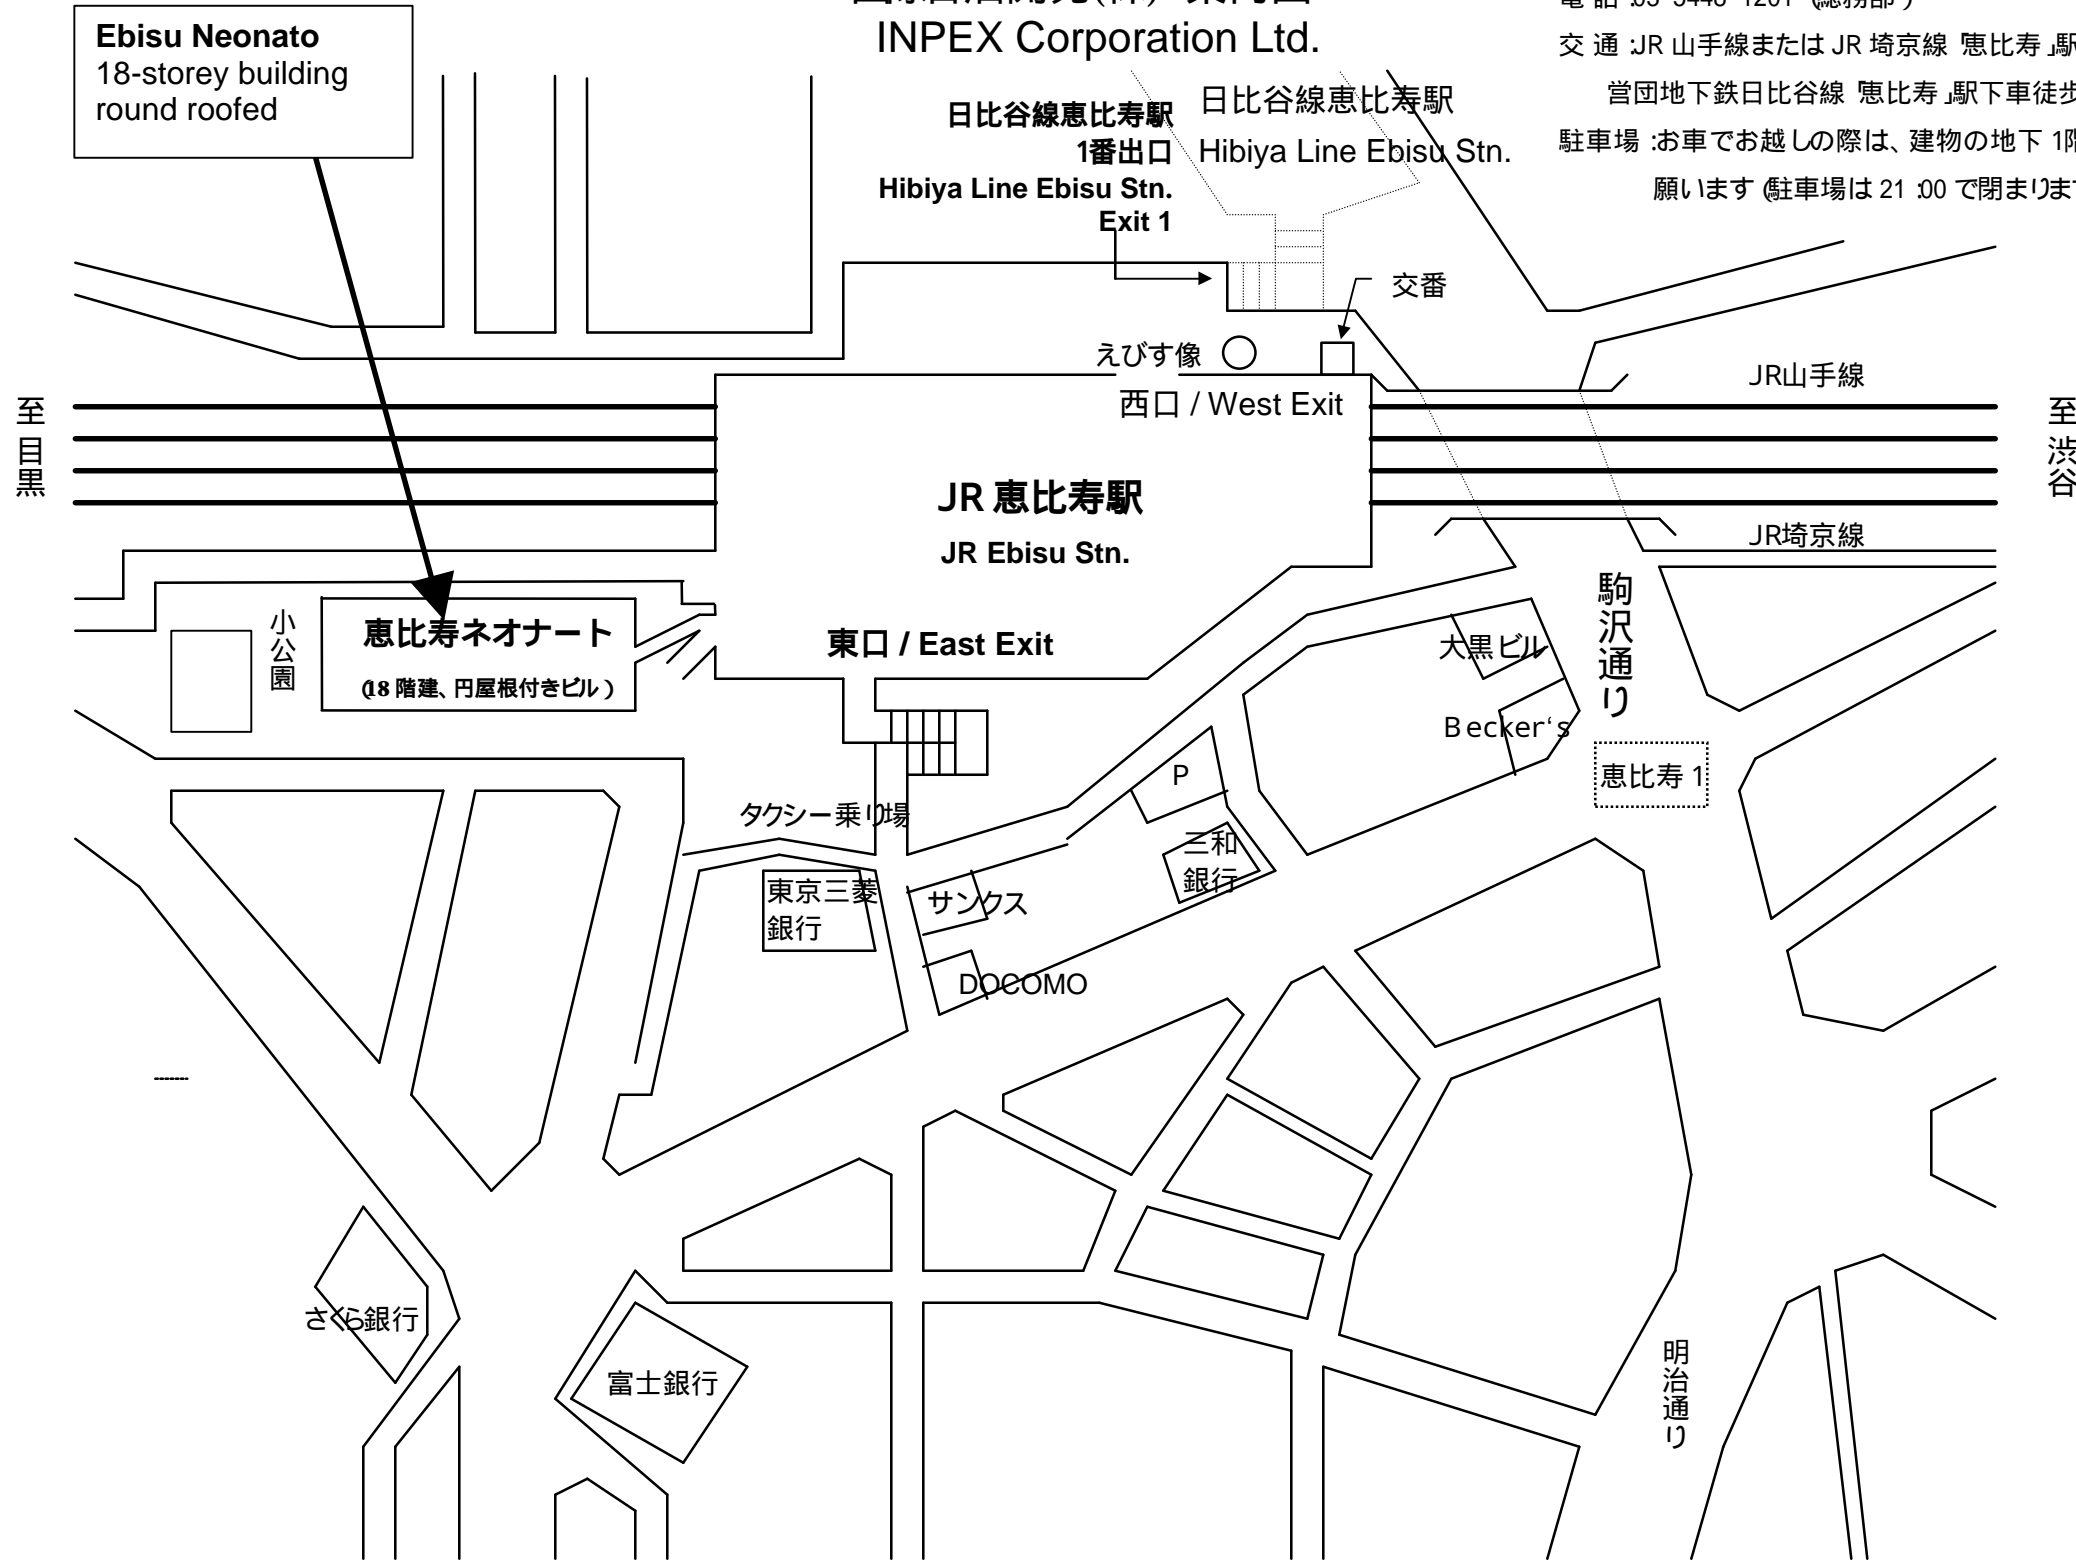 INPEX Corporation Ltd.
Ebisu Neonato
18-storey building
round roofed
交 通 :JR 山手線または JR 埼京線「恵比寿」駅
営団地下鉄日比谷線「恵比寿」駅下車徒歩
駐車場 :お車でお越しの際は、建物の地下 1階
願います (駐車場は 21 :00 で閉まります
日比谷線恵比寿駅
1番出口
Hibiya Line Ebisu Stn.
Exit 1
日比谷線恵比寿駅
Hibiya Line Ebisu Stn.
交番
えびす像
西口 / West Exit
JR山手線
至目黒
至渋谷
JR 恵比寿駅
JR Ebisu Stn.
JR埼京線
小公園
恵比寿ネオナート
(18 階建、円屋根付きビル )
東口 / East Exit
駒沢通り
大黒ビル
Becker‘s
恵比寿 1
P
タクシー乗り場
三和
銀行
東京三菱
銀行
サンクス
DOCOMO
さくら銀行
富士銀行
明治通り